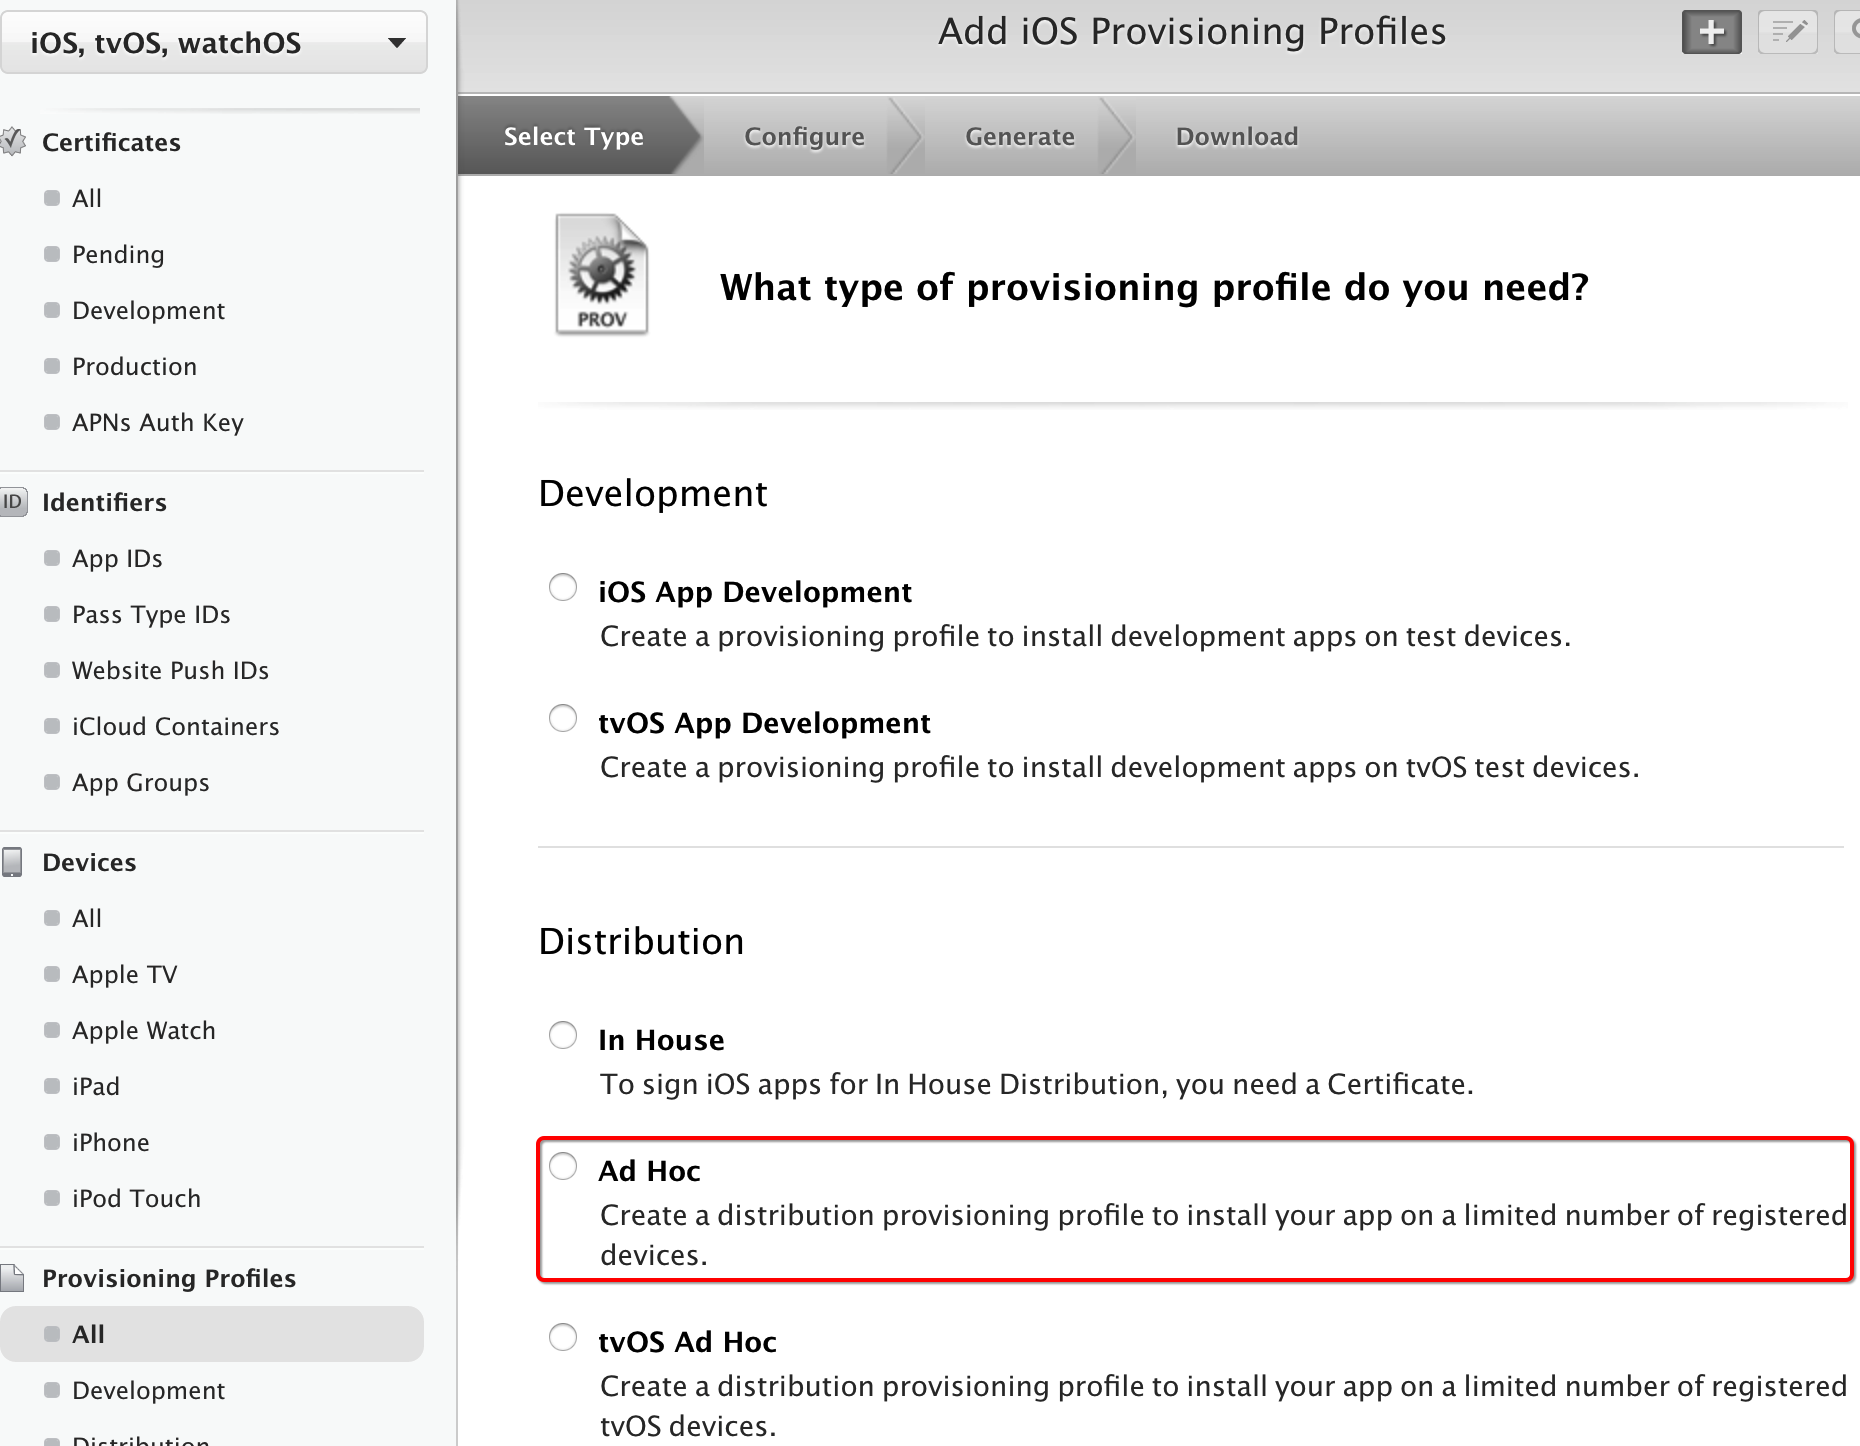 iOS, tvOS, watchOS
Certificates
All
Pending
Development
Production
APNs Auth Key
ID Identifiers
App IDs
Pass Type IDs
Website Push IDs
iCloud Containers
App Groups
Devices
All
Apple TV
Apple Watch
iPad
iPhone
iPod Touch
Provisioning Profiles
All
Development
Distribution
Add iOS Provisioning Profiles
Select Type
Configure
Generate
Download
PROV
What type of provisioning profile do you need?
Development
iOS App Development
Create a provisioning profile to install development apps on test devices.
tvOS App Development
Create a provisioning profile to install development apps on tvOS test devices.
Distribution
In House
To sign iOS apps for In House Distribution, you need a Certificate.
Ad Hoc
Create a distribution provisioning profile to install your app on a limited number of registered
devices.
tvOS Ad Hoc
Create a distribution provisioning profile to install your app on a limited number of registered
tvOS devices.